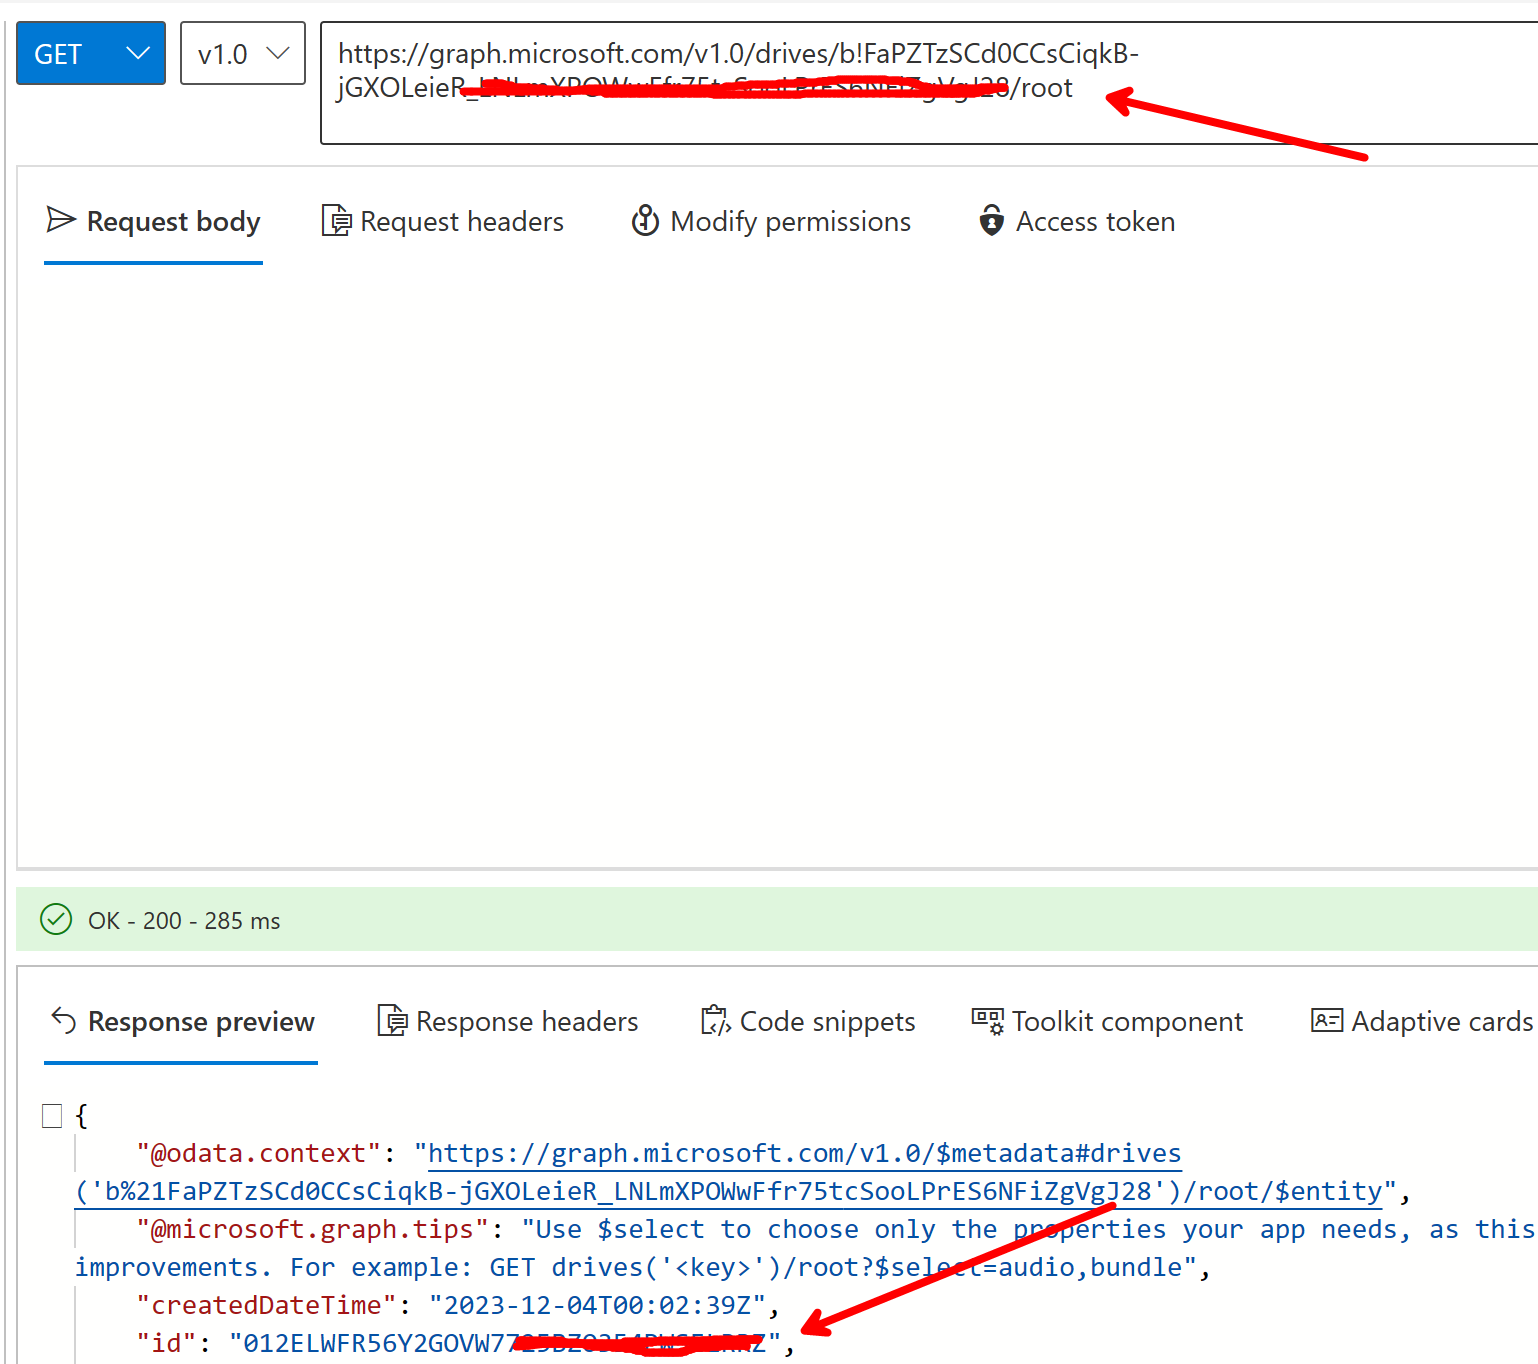 GET v1.0 https://graph.microsoft.com/v1.0/drives/b!FaPZTzSCd0CCsCiqkB-
jGXOLeieR_ /root
Request body Request headers Modify permissions Access token
OK - 200 - 285 ms
Response preview Response headers Code snippets Toolkit component Adaptive cards
{
"@odata.context": "https://graph.microsoft.com/v1.0/$metadata#drives
('b%21FaPZTzSCd0CCsCiqkB-jGXOLeieR_LNLmXPOWwFfr75tcSooLPrES6NFiZgVgJ28')/root/$entity",
"@microsoft.graph.tips": "Use $select to choose only the properties your app needs, as this
improvements. For example: GET drives('<key>')/root?$select=audio,bundle",
"createdDateTime": "2023-12-04T00:02:39Z",
"id": "012ELWFR56Y2GOVW77 Z",